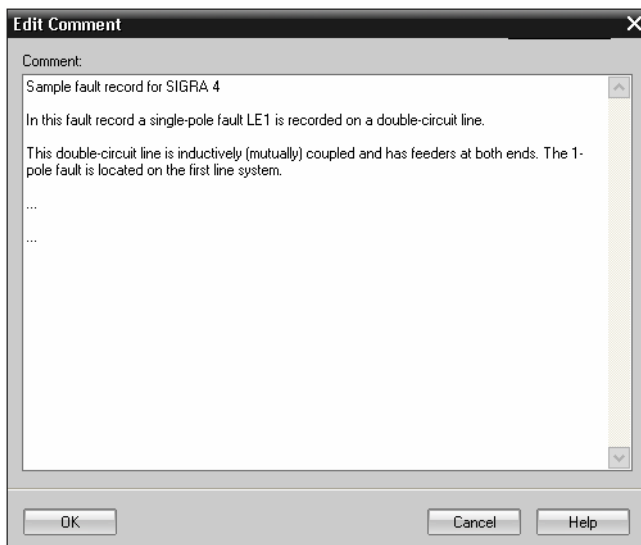 Edit Comment
Comment:
Sample fault record for SIGRA 4
In this fault record a single-pole fault LE1 is recorded on a double-circuit line.
This double-circuit line is inductively (mutually) coupled and has feeders at both ends. The 1-
pole fault is located on the first line system.
...
...
OK Cancel Help